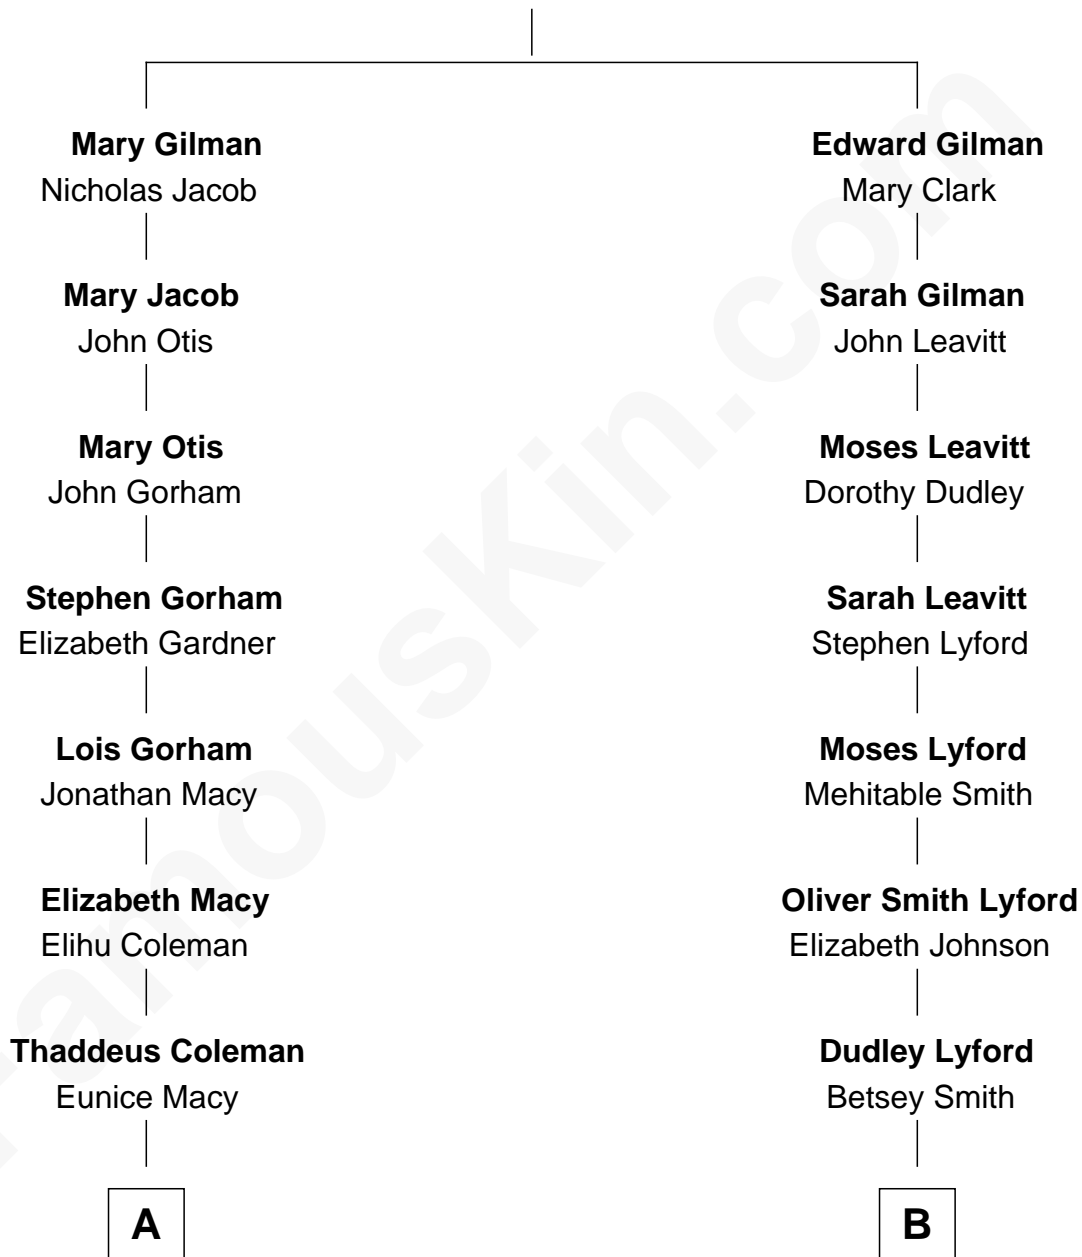 Mary Gilman
Nicholas Jacob
Mary Jacob
John Otis
Mary Otis
John Gorham
Stephen Gorham
Elizabeth Gardner
Lois Gorham
Jonathan Macy
Elizabeth Macy
Elihu Coleman
Thaddeus Coleman
Eunice Macy
A
Edward Gilman
Mary Clark
Sarah Gilman
John Leavitt
Moses Leavitt
Dorothy Dudley
Sarah Leavitt
Stephen Lyford
Moses Lyford
Mehitable Smith
Oliver Smith Lyford
Elizabeth Johnson
Dudley Lyford
Betsey Smith
B
FamousKin.com